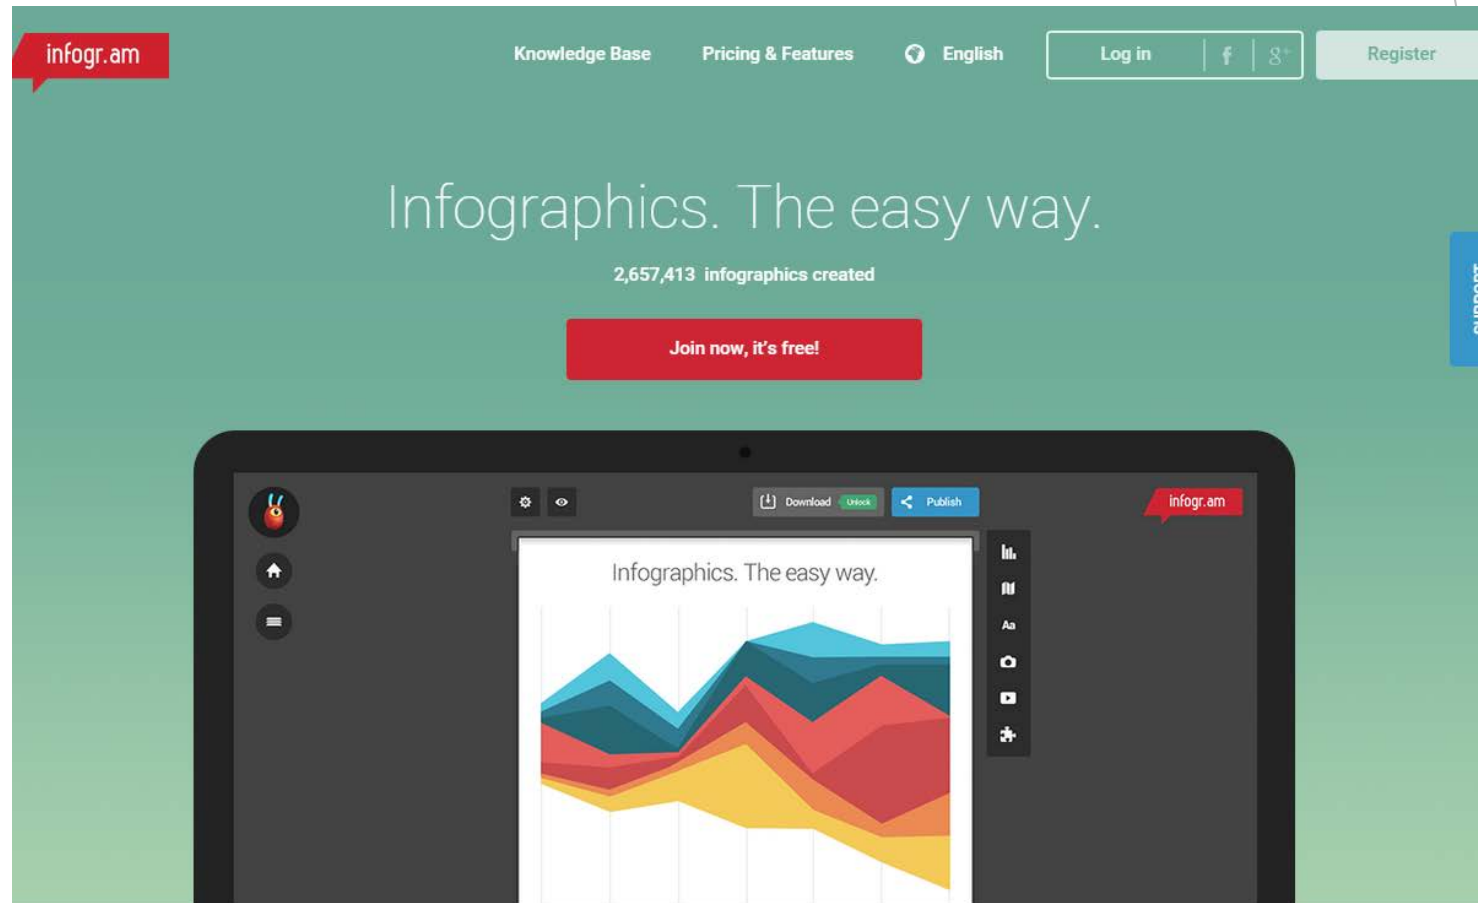 infogr.am
Knowledge Base Pricing & Features English Log in f g+ Register
Infographics. The easy way.
2,657,413 infographics created
Join now, it's free!
SUPPORT
Download Unlock Publish
infogr.am
Infographics. The easy way.
Aa